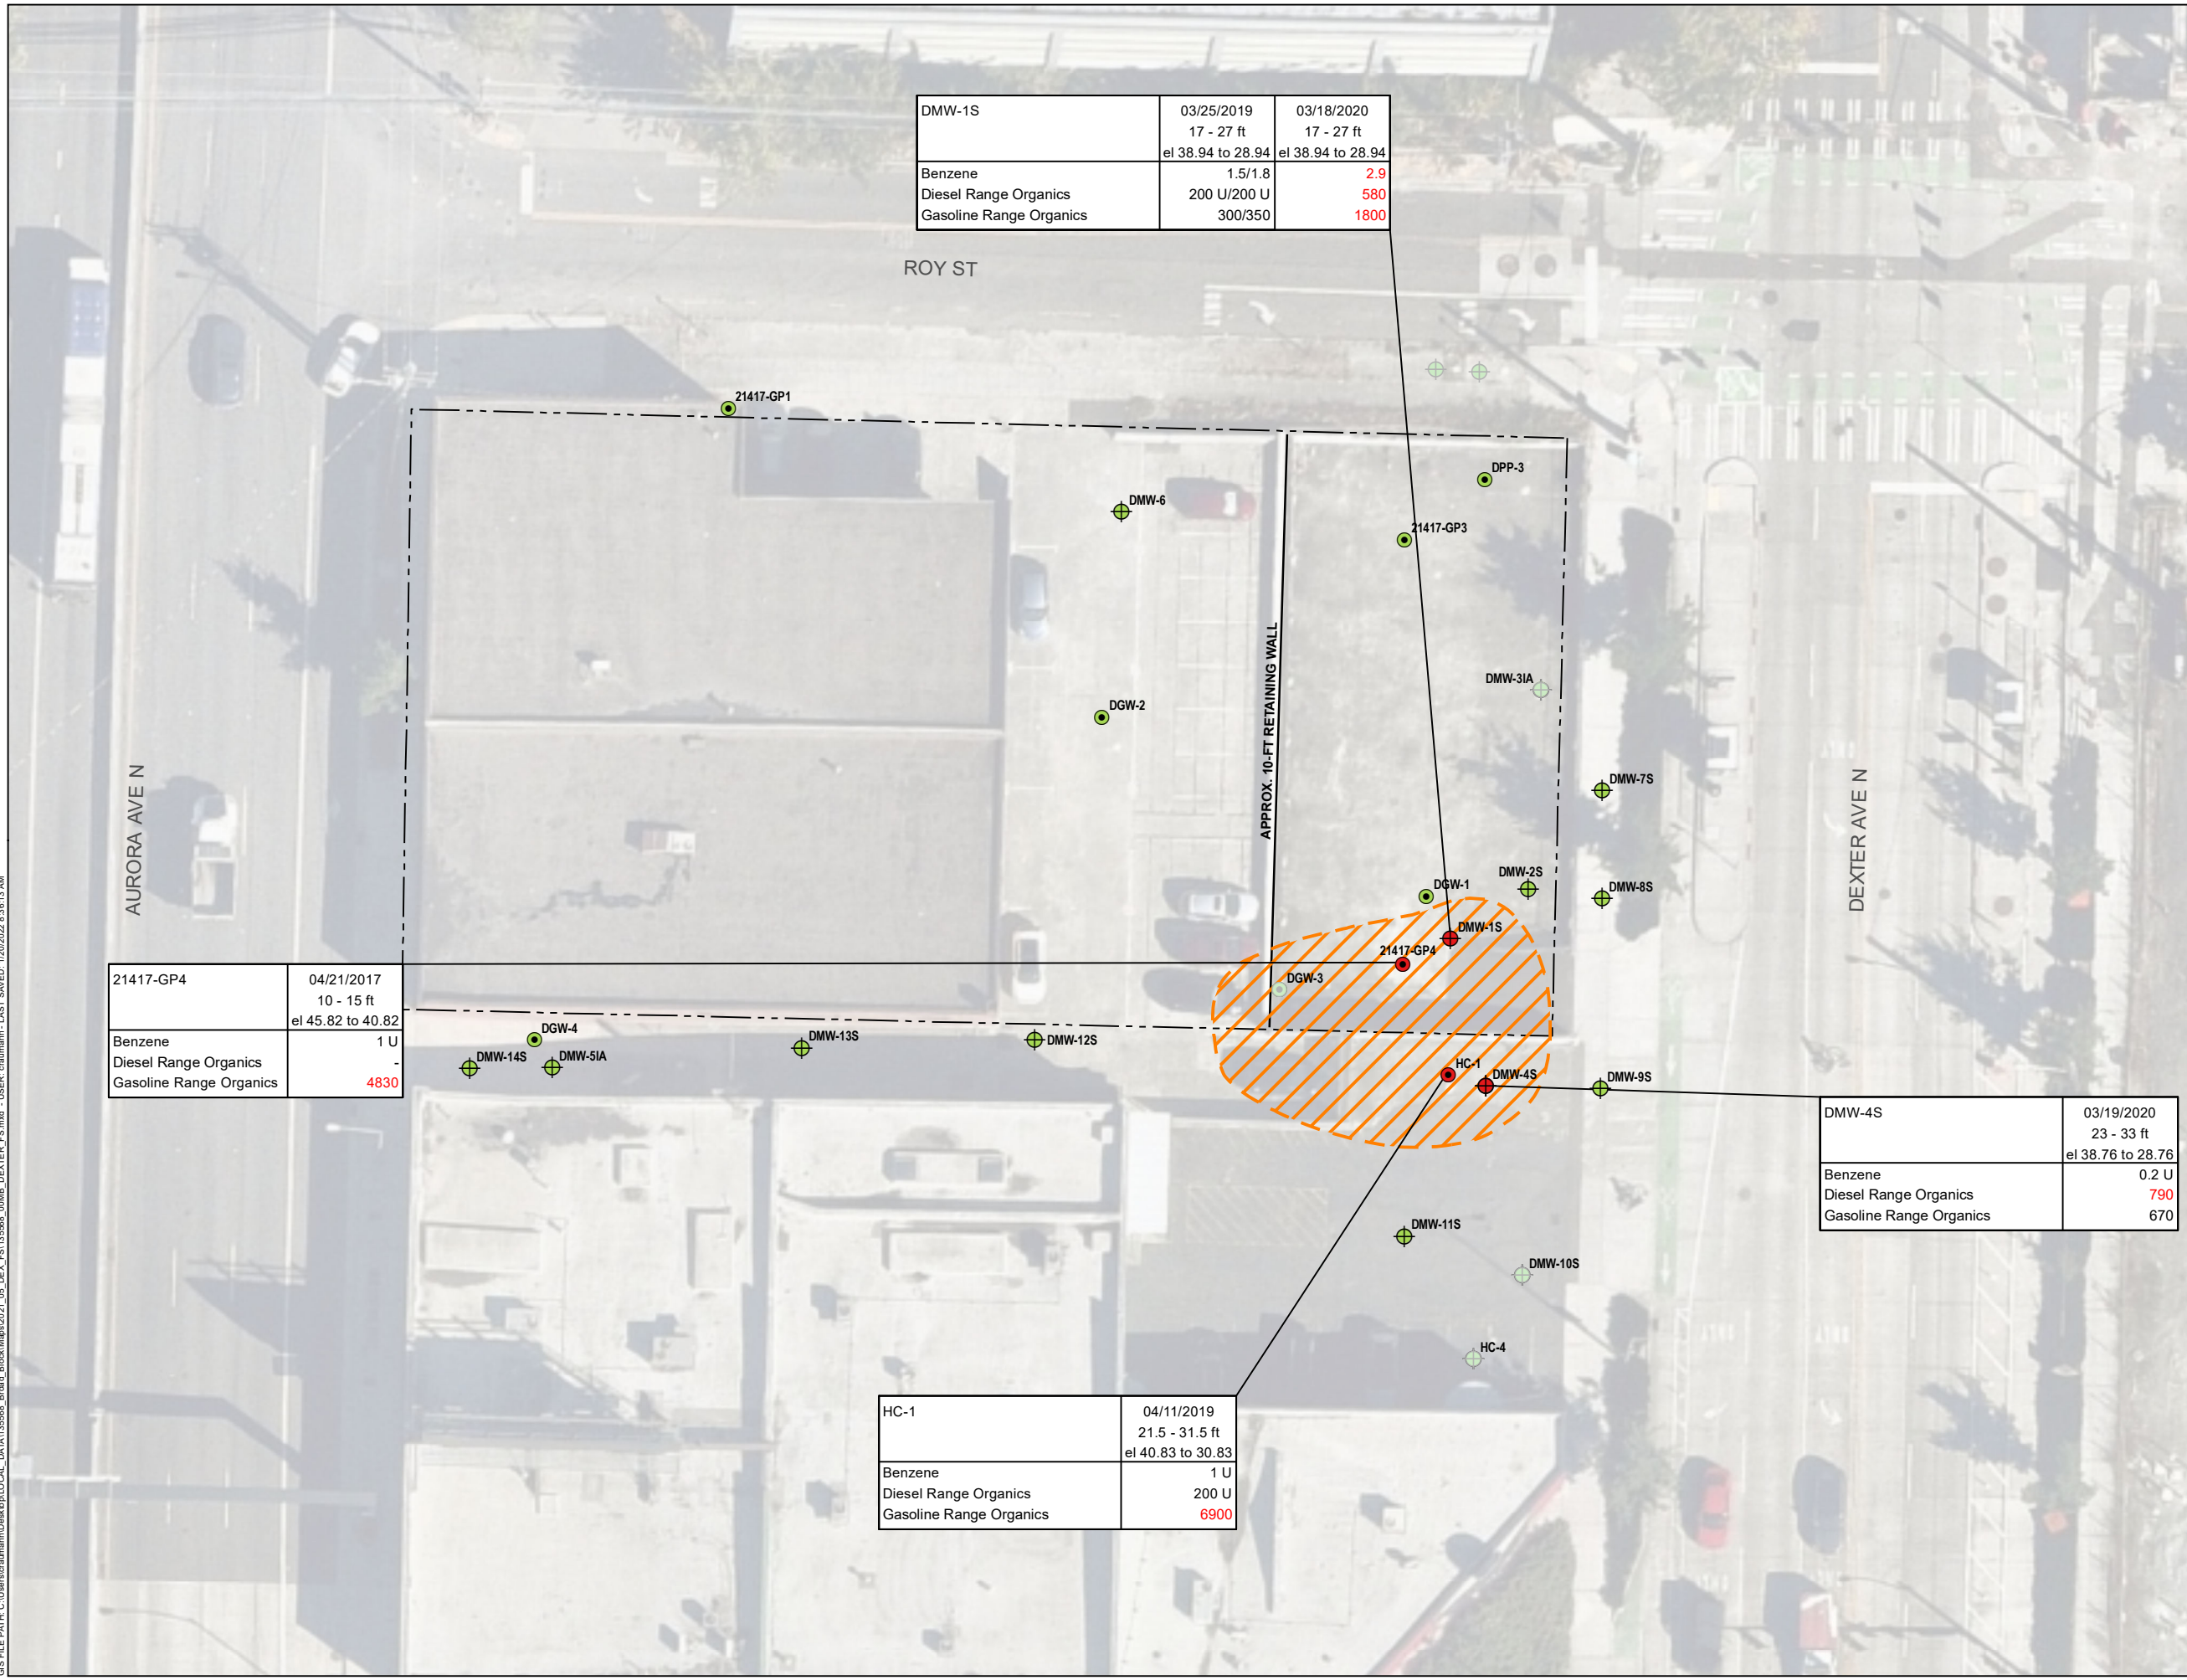 DMW-1S 03/25/2019 03/18/2020
17 - 27 ft 17 - 27 ft
el 38.94 to 28.94 el 38.94 to 28.94
Benzene 1.5/1.8 2.9
Diesel Range Organics 200 U/200 U 580
Gasoline Range Organics 300/350 1800
ROY ST
21417-GP1
DPP-3
DMW-6
21417-GP3
APPROX. 10-FT RETAINING WALL
DMW-3IA
DGW-2
AURORA AVE N
DEXTER AVE N
DMW-7S
DMW-2S
DGW-1
DMW-8S
DMW-1S
21417-GP4
DGW-3
21417-GP4 04/21/2017
10 - 15 ft
el 45.82 to 40.82
Benzene 1 U
Diesel Range Organics -
Gasoline Range Organics 4830
DGW-4
DMW-13S
DMW-12S
DMW-14S
DMW-5IA
HC-1
DMW-4S
DMW-9S
DMW-4S 03/19/2020
23 - 33 ft
el 38.76 to 28.76
Benzene 0.2 U
Diesel Range Organics 790
Gasoline Range Organics 670
DMW-11S
DMW-10S
HC-4
HC-1 04/11/2019
21.5 - 31.5 ft
el 40.83 to 30.83
Benzene 1 U
Diesel Range Organics 200 U
Gasoline Range Organics 6900